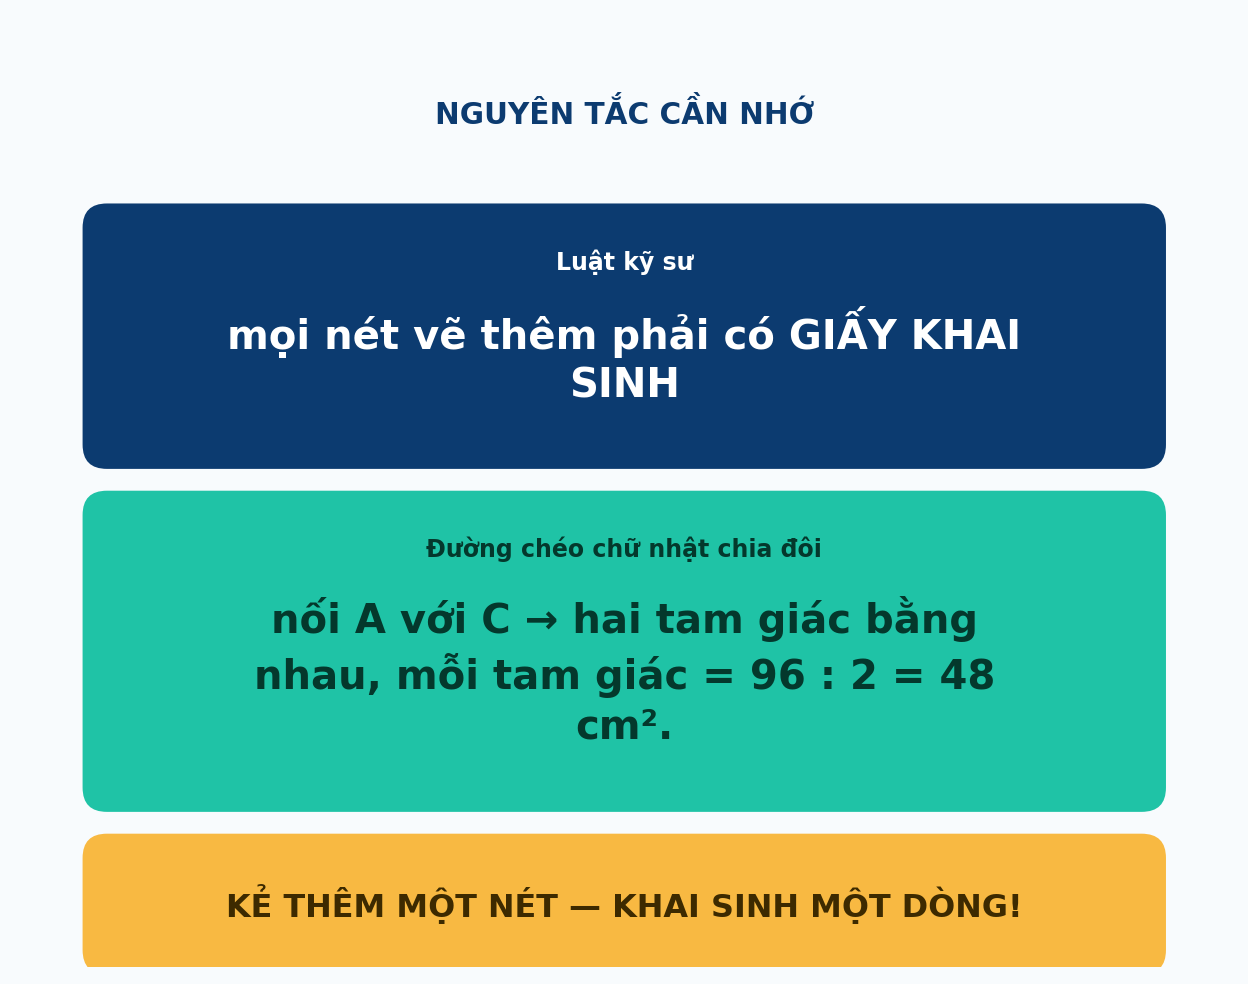 NGUYÊN TẮC CẦN NHỚ
Luật kỹ sư
mọi nét vẽ thêm phải có GIẤY KHAI
SINH
Đường chéo chữ nhật chia đôi
nối A với C → hai tam giác bằng
nhau, mỗi tam giác = 96 : 2 = 48
cm².
KẺ THÊM MỘT NÉT — KHAI SINH MỘT DÒNG!